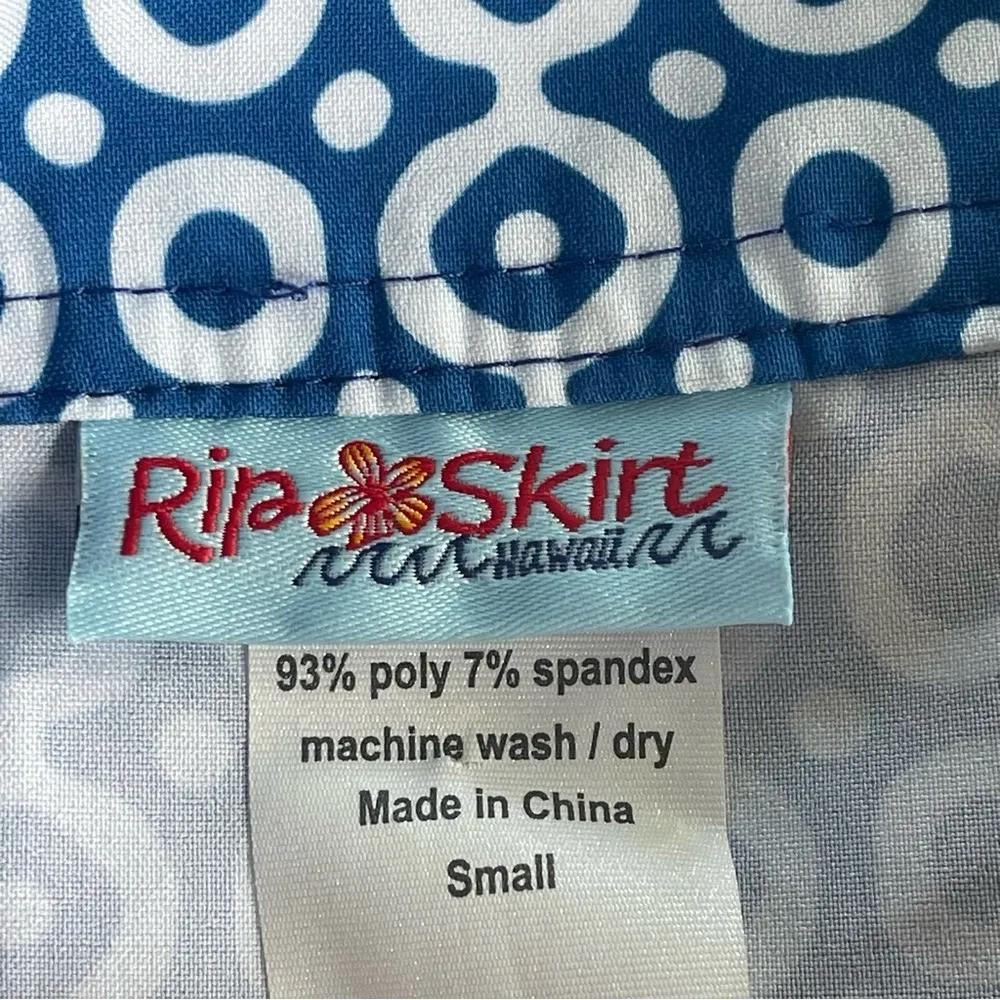 Rip Skirt
Hawaii
93% poly 7% spandex
machine wash / dry
Made in China
Small